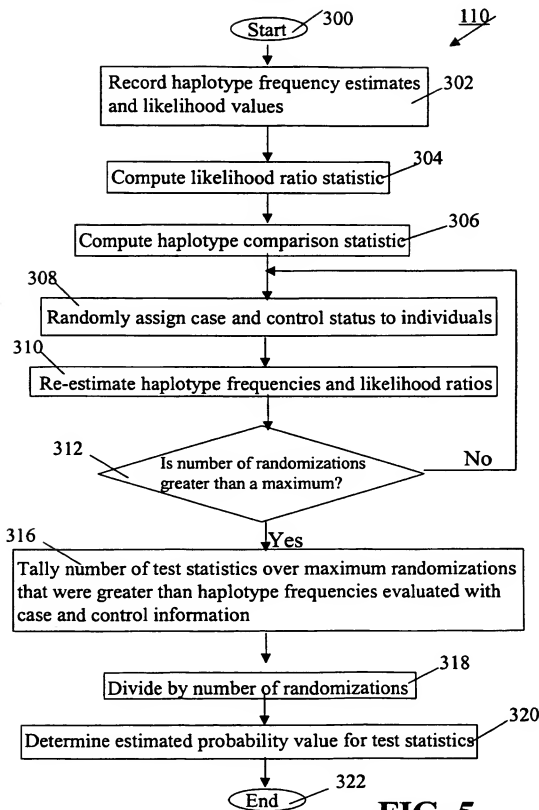 Start
300
110
Record haplotype frequency estimates
and likelihood values
302
304
Compute likelihood ratio statistic
306
Compute haplotype comparison statistic
308
Randomly assign case and control status to individuals
310
Re-estimate haplotype frequencies and likelihood ratios
312
Is number of randomizations
greater than a maximum?
No
Yes
316
Tally number of test statistics over maximum randomizations
that were greater than haplotype frequencies evaluated with
case and control information
318
Divide by number of randomizations
320
Determine estimated probability value for test statistics
322
End
FIG. 5